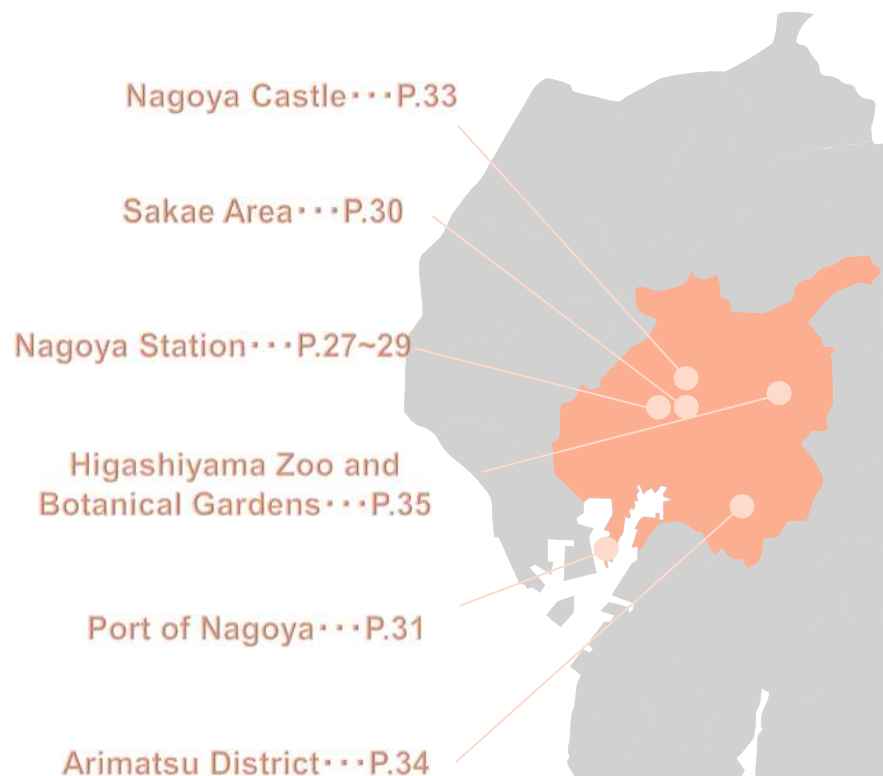 Nagoya Castle···P.33
Sakae Area···P.30
Nagoya Station···P.27~29
Higashiyama Zoo and
Botanical Gardens···P.35
Port of Nagoya···P.31
Arimatsu District···P.34